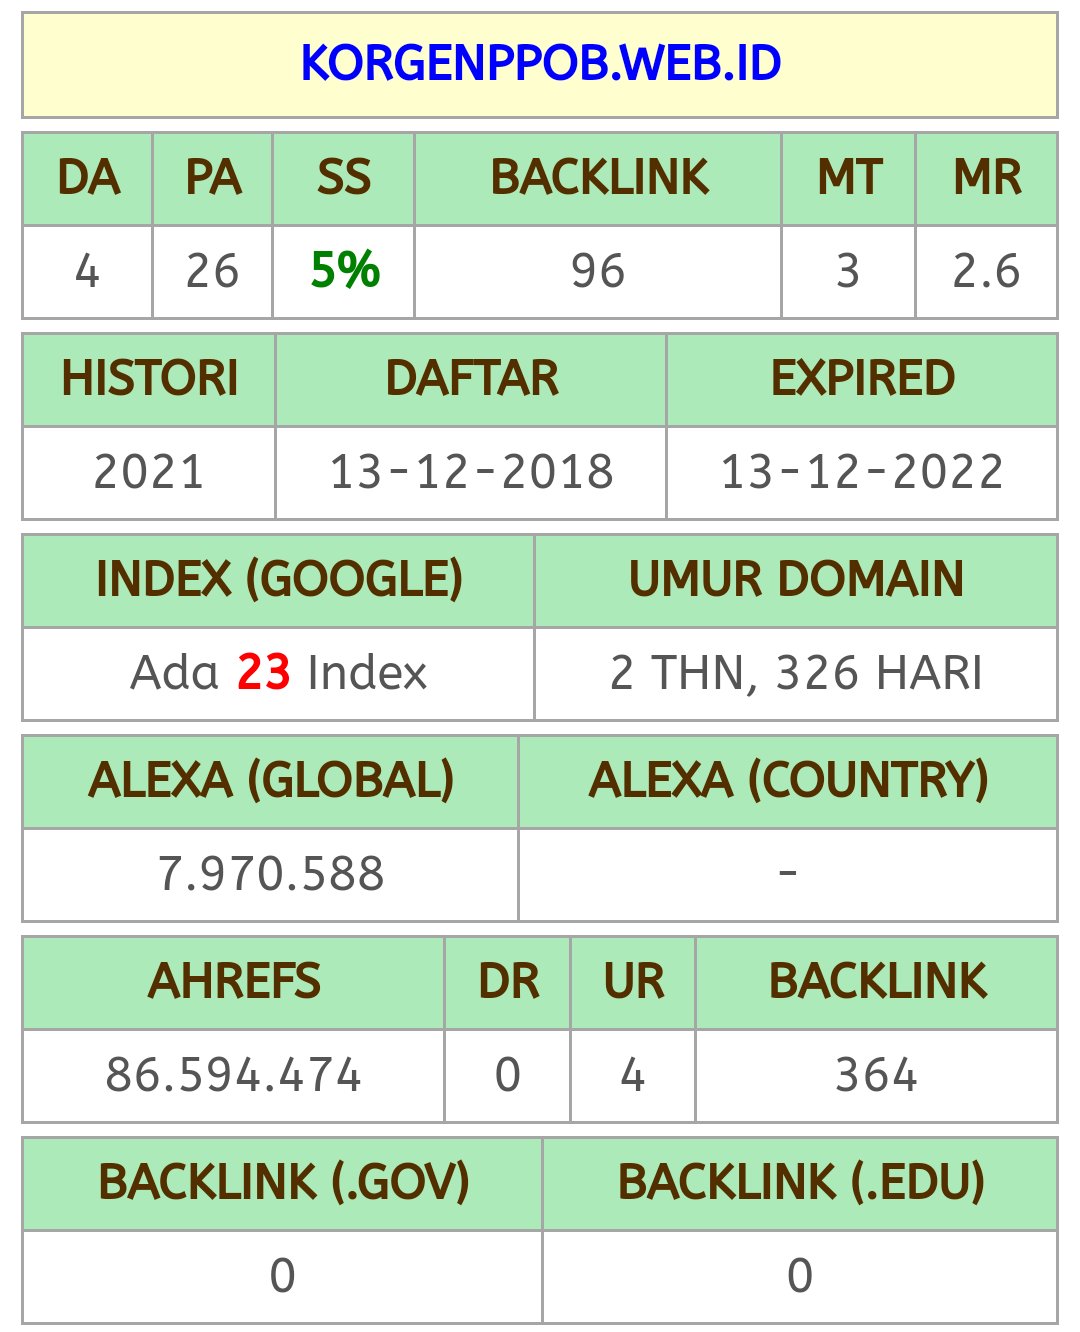 KORGENPPOB.WEB.ID
DA PA SS BACKLINK MT MR
4 26 5% 96 3 2.6
HISTORI DAFTAR EXPIRED
2021 13-12-2018 13-12-2022
INDEX (GOOGLE) UMUR DOMAIN
Ada 23 Index 2 THN, 326 HARI
ALEXA (GLOBAL) ALEXA (COUNTRY)
7.970.588 -
AHREFS DR UR BACKLINK
86.594.474 0 4 364
BACKLINK (.GOV) BACKLINK (.EDU)
0 0